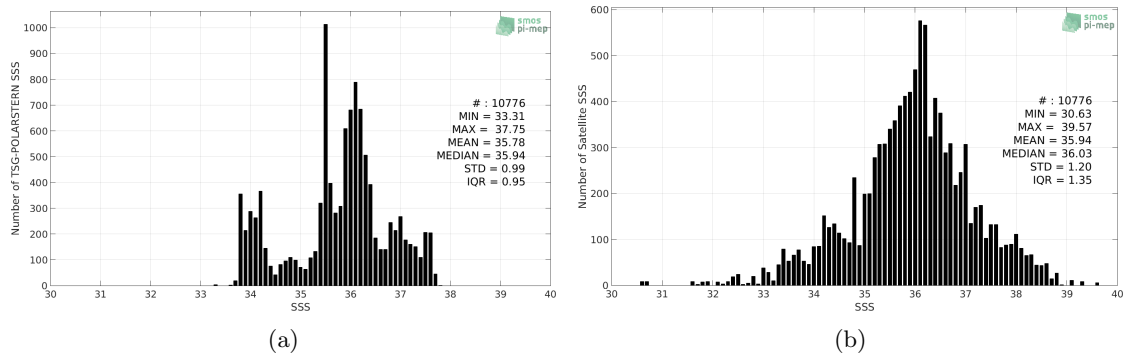 1000
900
800
700
600
500
400
300
200
100
0
Number of TSG-POLARSTERN SSS
30 31 32 33 34 35 36 37 38 39 40
SSS
smos
pi-mep
# : 10776
MIN = 33.31
MAX = 37.75
MEAN = 35.78
MEDIAN = 35.94
STD = 0.99
IQR = 0.95
(a)
600
500
400
300
200
100
0
Number of Satellite SSS
30 31 32 33 34 35 36 37 38 39 40
SSS
smos
pi-mep
# : 10776
MIN = 30.63
MAX = 39.57
MEAN = 35.94
MEDIAN = 36.03
STD = 1.20
IQR = 1.35
(b)